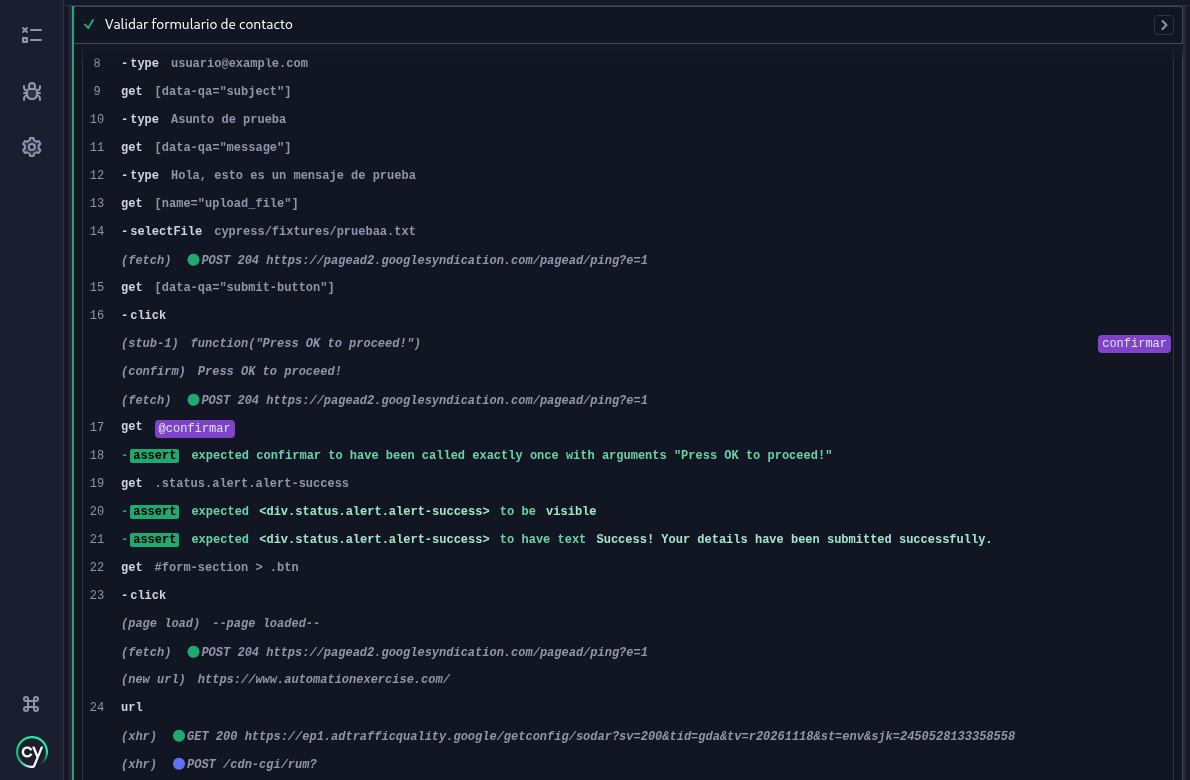 Validar formulario de contacto
8 -type usuario@example.com
9 get [data-qa="subject"]
10 -type Asunto de prueba
11 get [data-qa="message"]
12 -type Hola, esto es un mensaje de prueba
13 get [name="upload_file"]
14 -selectFile cypress/fixtures/pruebaa.txt
(fetch) POST 204 https://pagead2.googlesyndication.com/pagead/ping?e=1
15 get [data-qa="submit-button"]
16 -click
(stub-1) function("Press OK to proceed!") confirmar
(confirm) Press OK to proceed!
(fetch) POST 204 https://pagead2.googlesyndication.com/pagead/ping?e=1
17 get @confirmar
18 -assert expected confirmar to have been called exactly once with arguments "Press OK to proceed!"
19 get .status.alert.alert-success
20 -assert expected <div.status.alert.alert-success> to be visible
21 -assert expected <div.status.alert.alert-success> to have text Success! Your details have been submitted successfully.
22 get #form-section > .btn
23 -click
(page load) --page loaded--
(fetch) POST 204 https://pagead2.googlesyndication.com/pagead/ping?e=1
(new url) https://www.automationexercise.com/
24 url
(xhr) GET 200 https://ep1.adtrafficquality.google/getconfig/sodar?sv=200&tid=gda&tv=r20261118&st=env&sjk=2450528133358558
(xhr) POST /cdn-cgi/rum?
cy